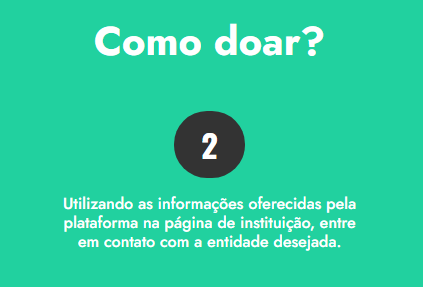 Como doar?
2
Utilizando as informações oferecidas pela
plataforma na página de instituição, entre
em contato com a entidade desejada.